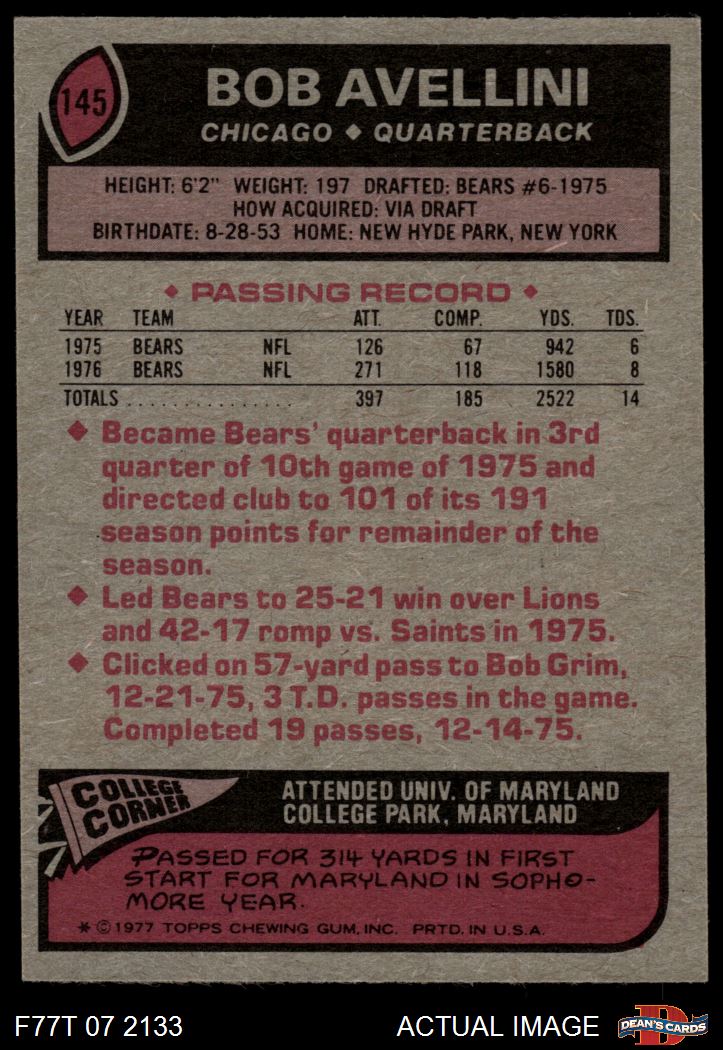 145
BOB AVELLINI
CHICAGO ◆ QUARTERBACK
HEIGHT: 6'2" WEIGHT: 197 DRAFTED: BEARS #6-1975
HOW ACQUIRED: VIA DRAFT
BIRTHDATE: 8-28-53 HOME: NEW HYDE PARK, NEW YORK
◆ PASSING RECORD ◆
YEAR TEAM ATT. COMP. YDS. TDS.
1975 BEARS NFL 126 67 942 6
1976 BEARS NFL 271 118 1580 8
TOTALS . . . . . . . . . . . . . . . . 397 185 2522 14
◆ Became Bears' quarterback in 3rd
quarter of 10th game of 1975 and
directed club to 101 of its 191
season points for remainder of the
season.
◆ Led Bears to 25-21 win over Lions
and 42-17 romp vs. Saints in 1975.
◆ Clicked on 57-yard pass to Bob Grim,
12-21-75, 3 T.D. passes in the game.
Completed 19 passes, 12-14-75.
COLLEGE
CORNER
ATTENDED UNIV. OF MARYLAND
COLLEGE PARK, MARYLAND
PASSED FOR 314 YARDS IN FIRST
START FOR MARYLAND IN SOPHO-
MORE YEAR.
* © 1977 TOPPS CHEWING GUM, INC. PRTD. IN U.S.A.
F77T 07 2133 ACTUAL IMAGE
D
DEAN'S CARDS